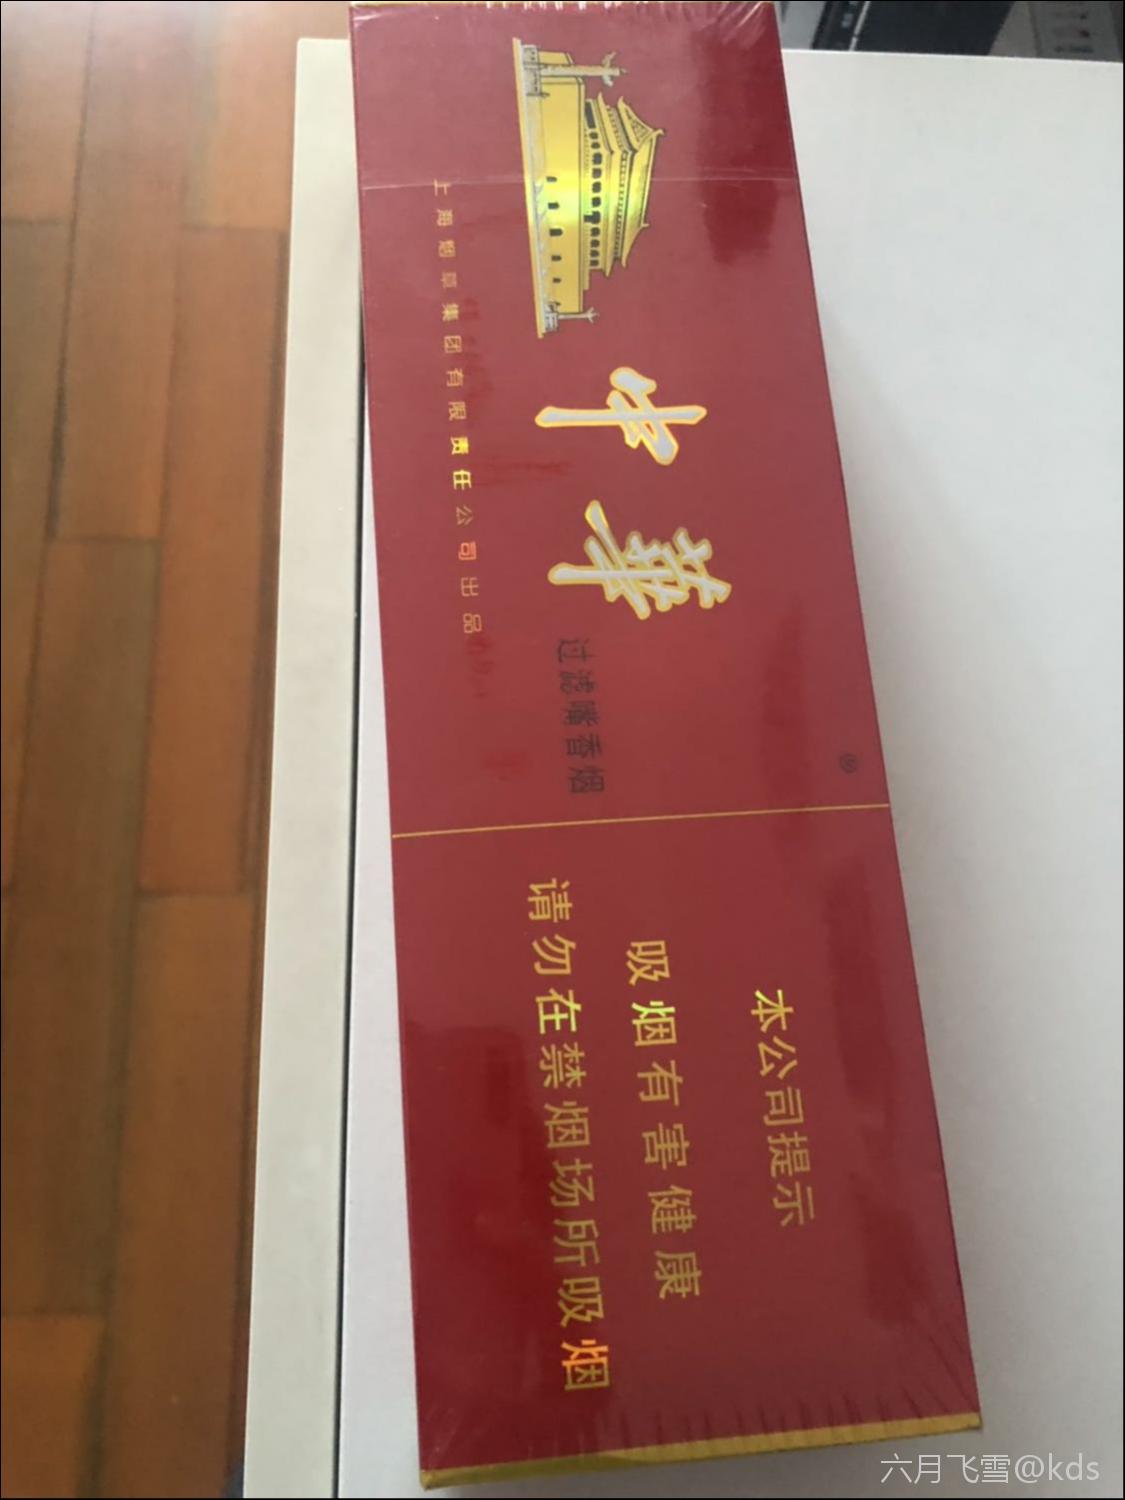 中華
过滤嘴香烟
上海烟草集团有限责任公司出品
本公司提示
吸烟有害健康
请勿在禁烟场所吸烟
六月飞雪@kds